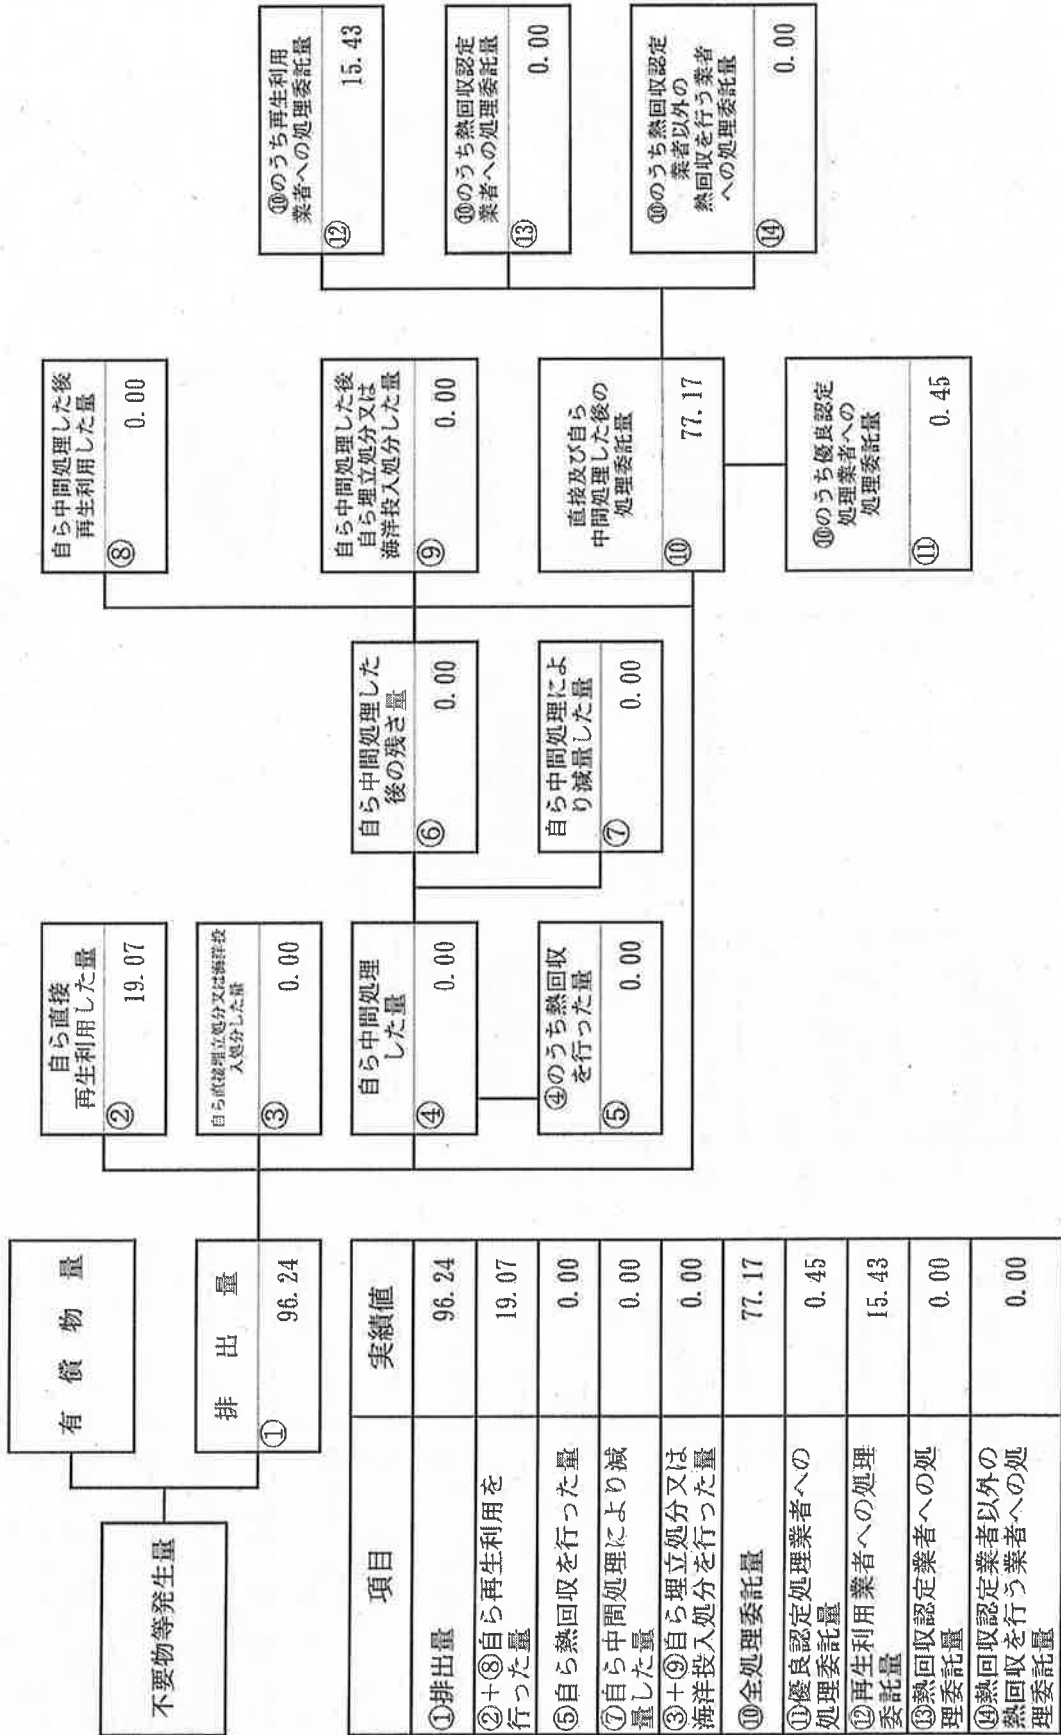 不要物等発生量
有償物量
排出量
① 96.24
自ら直接
再生利用した量
② 19.07
自ら直接埋立処分又は海洋投
入処分した量
③ 0.00
自ら中間処理
した量
④ 0.00
④のうち熱回収
を行った量
⑤ 0.00
自ら中間処理した
後の残さ量
⑥ 0.00
自ら中間処理によ
り減量した量
⑦ 0.00
自ら中間処理した後
再生利用した量
⑧ 0.00
自ら中間処理した後
自ら埋立処分又は
海洋投入処分した量
⑨ 0.00
直接及び自ら
中間処理した後の
処理委託量
⑩ 77.17
⑩のうち優良認定
処理業者への
処理委託量
⑪ 0.45
⑩のうち再生利用
業者への処理委託量
⑫ 15.43
⑩のうち熱回収認定
業者への処理委託量
⑬ 0.00
⑩のうち熱回収認定
業者以外の
熱回収を行う業者
への処理委託量
⑭ 0.00
項目 実績値
①排出量 96.24
②+⑧自ら再生利用を
行った量 19.07
⑤自ら熱回収を行った量 0.00
⑦自ら中間処理により減
量した量 0.00
③+⑨自ら埋立処分又は
海洋投入処分を行った量 0.00
⑩全処理委託量 77.17
⑪優良認定処理業者への
処理委託量 0.45
⑫再生利用業者への処理
委託量 15.43
⑬熱回収認定業者への処
理委託量 0.00
⑭熱回収認定業者以外の
熱回収を行う業者への処
理委託量 0.00